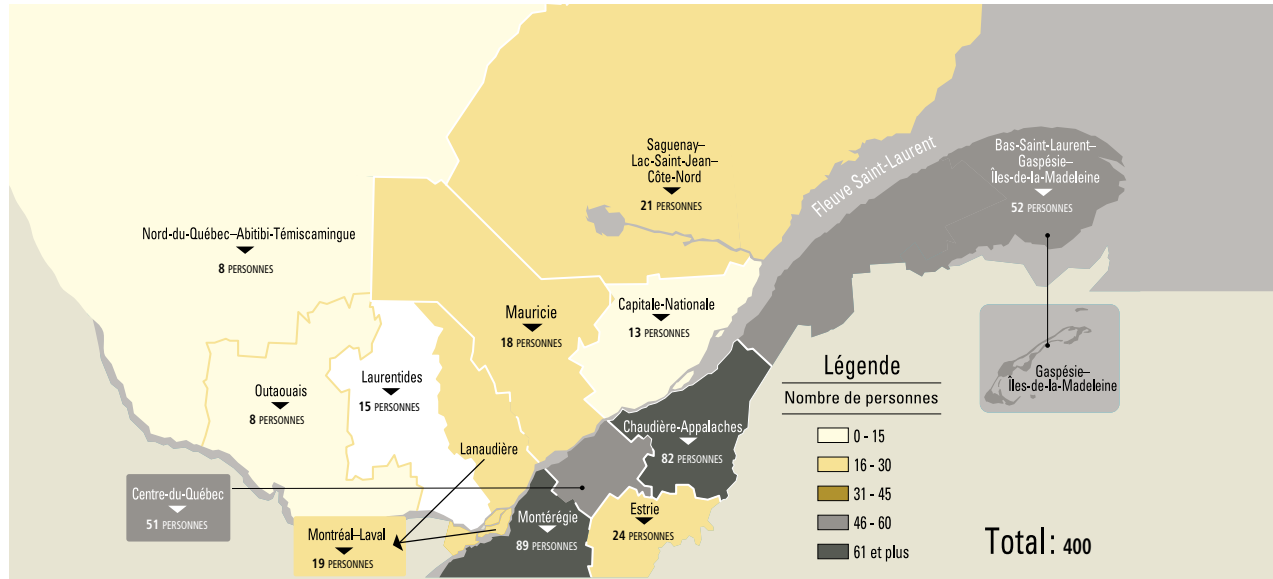 Saguenay–
Lac-Saint-Jean–
Côte-Nord
21 PERSONNES
Fleuve Saint-Laurent
Bas-Saint-Laurent–
Gaspésie–
Îles-de-la-Madeleine
52 PERSONNES
Nord-du-Québec–Abitibi-Témiscamingue
8 PERSONNES
Mauricie
18 PERSONNES
Capitale-Nationale
13 PERSONNES
Outaouais
8 PERSONNES
Laurentides
15 PERSONNES
Lanaudière
Chaudière-Appalaches
82 PERSONNES
Centre-du-Québec
51 PERSONNES
Montréal–Laval
19 PERSONNES
Montérégie
89 PERSONNES
Estrie
24 PERSONNES
Gaspésie–
Îles-de-la-Madeleine
Légende
Nombre de personnes
0 - 15
16 - 30
31 - 45
46 - 60
61 et plus
Total : 400